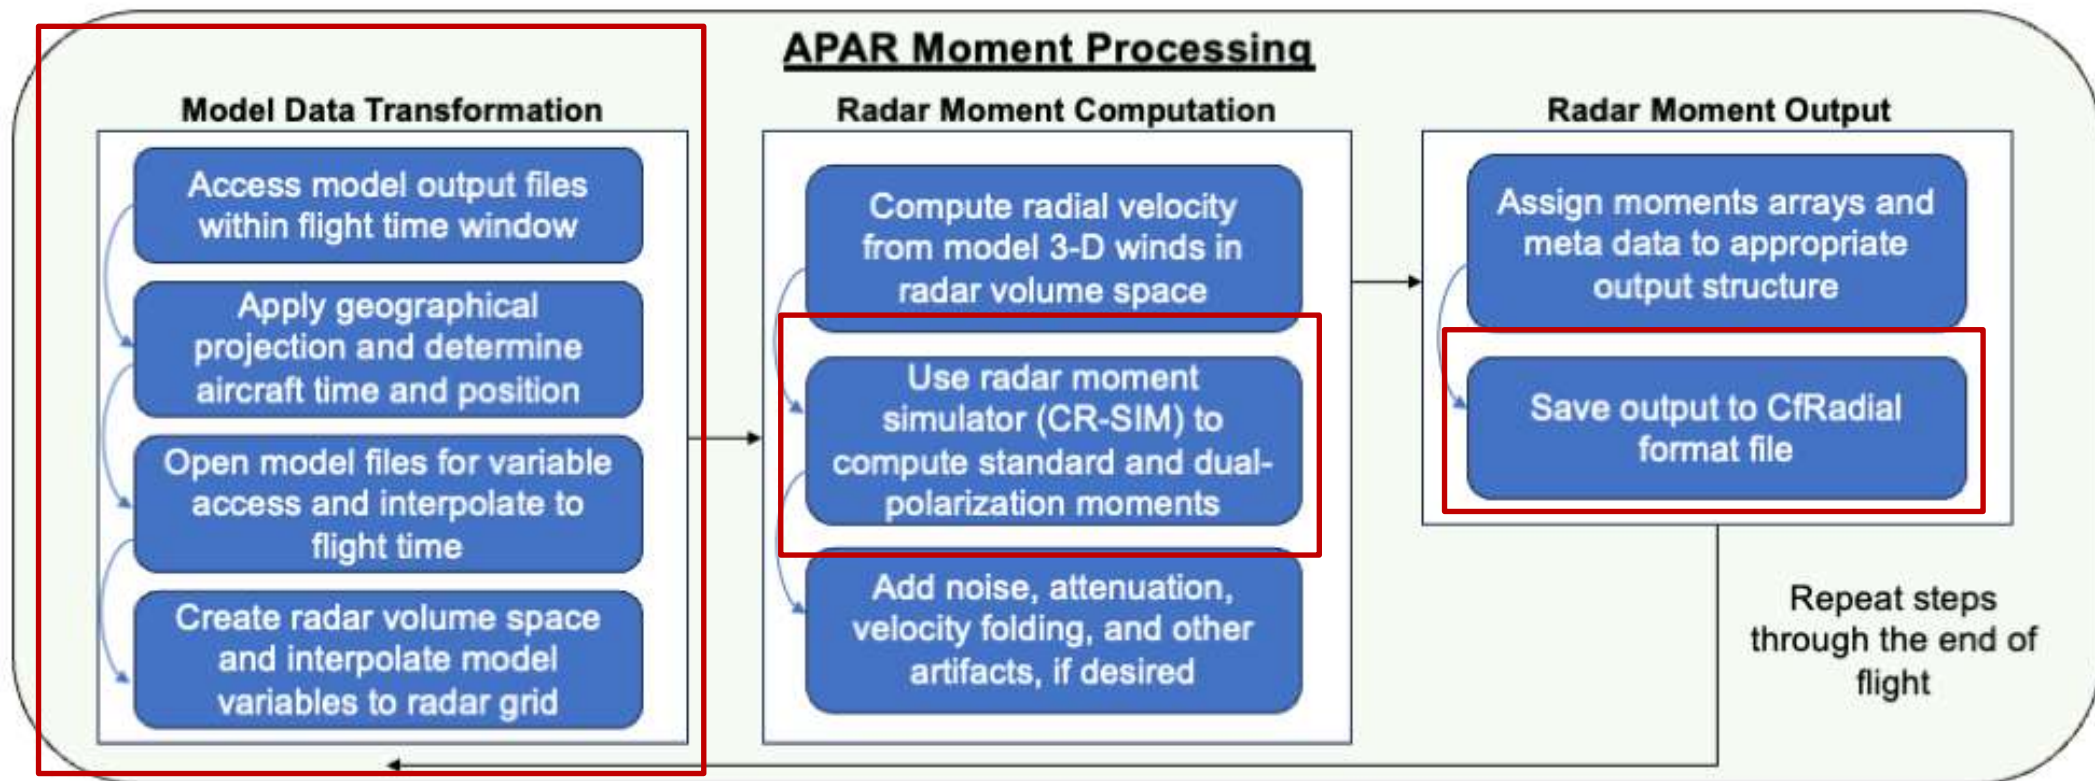 APAR Moment Processing
Model Data Transformation
Access model output files
within flight time window
Apply geographical
projection and determine
aircraft time and position
Open model files for variable
access and interpolate to
flight time
Create radar volume space
and interpolate model
variables to radar grid
Radar Moment Computation
Compute radial velocity
from model 3-D winds in
radar volume space
Use radar moment
simulator (CR-SIM) to
compute standard and dual-
polarization moments
Add noise, attenuation,
velocity folding, and other
artifacts, if desired
Radar Moment Output
Assign moments arrays and
meta data to appropriate
output structure
Save output to CfRadial
format file
Repeat steps
through the end of
flight